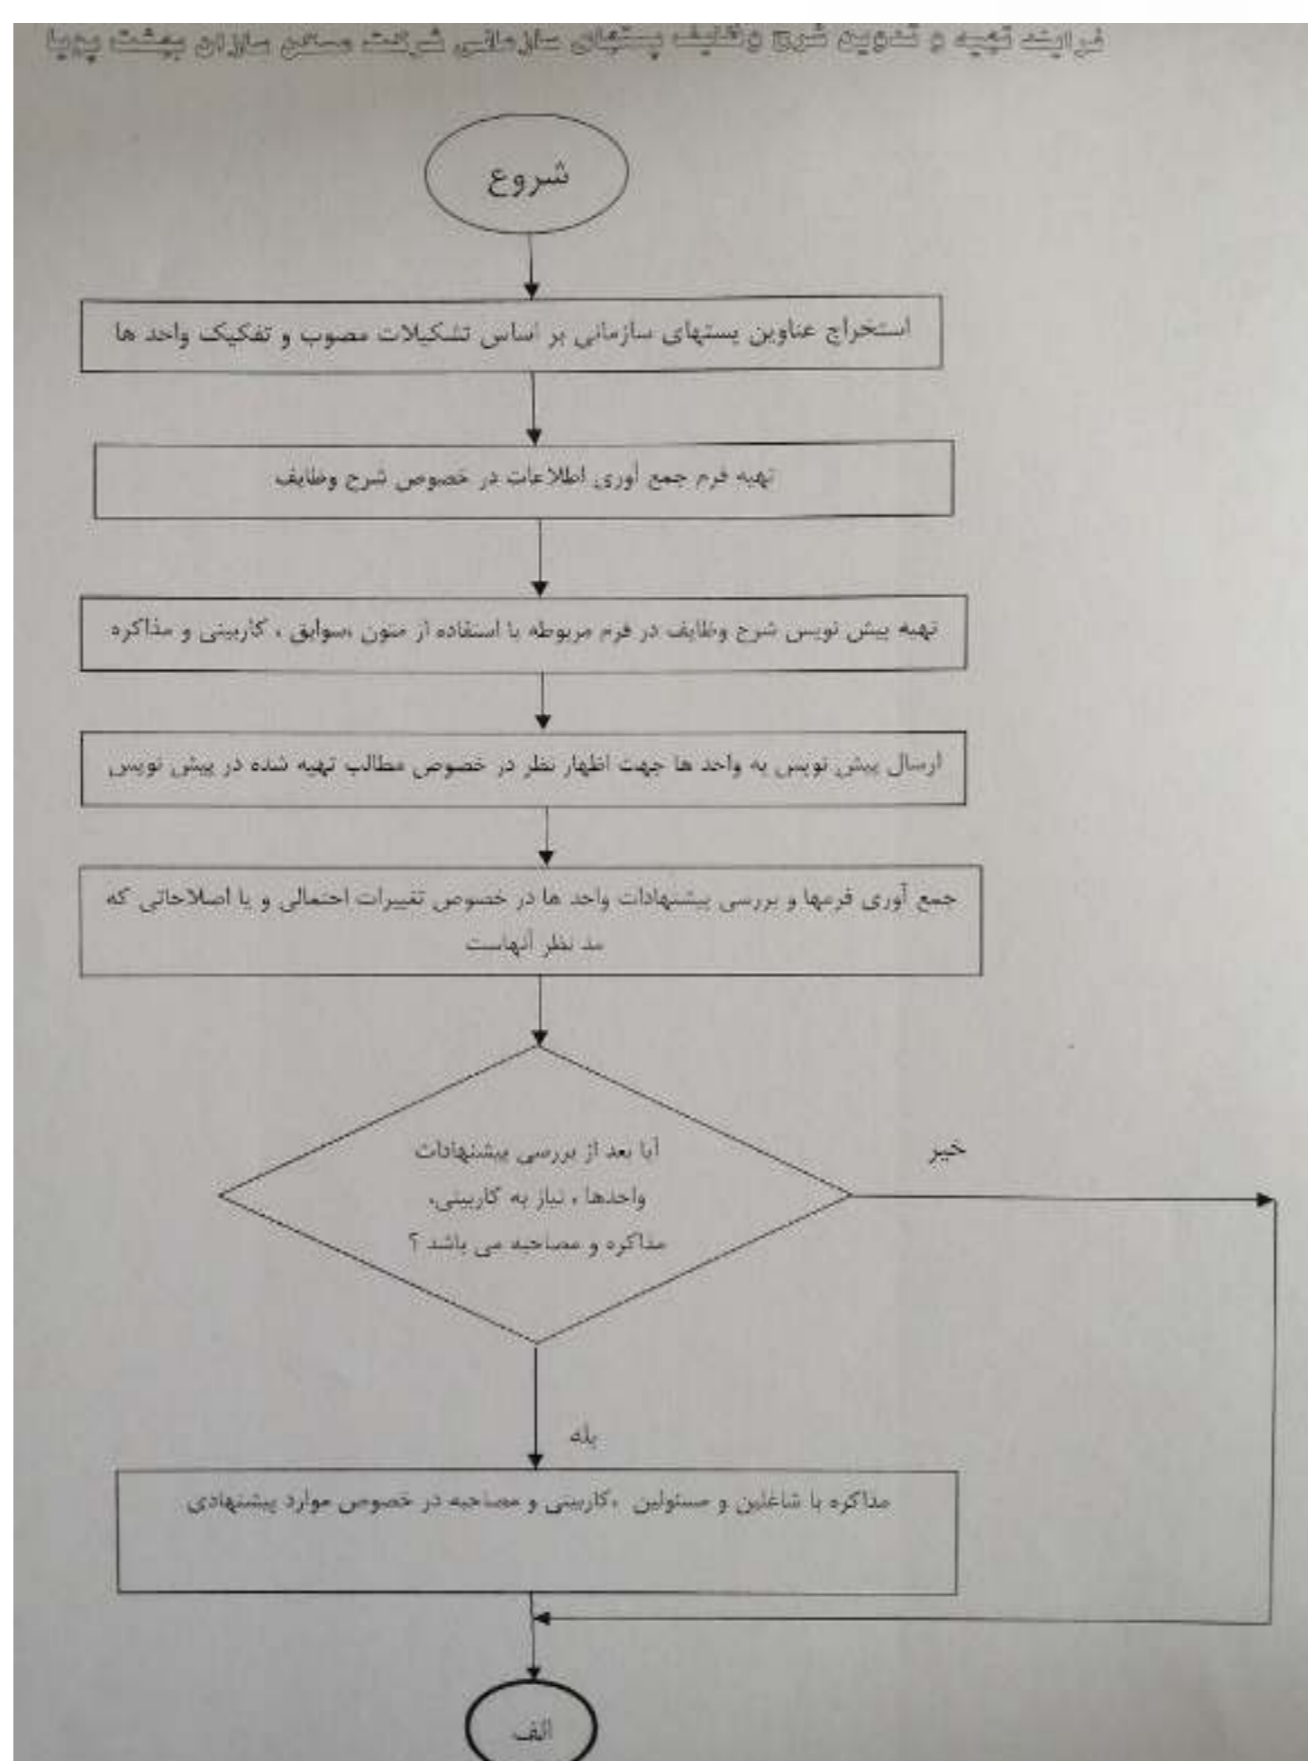 فرایند تهیه و تدوین شرح وظایف پستهای سازمانی شرکت مسکن سازان بهشت پویا
شروع
استخراج عناوین پستهای سازمانی بر اساس تشکیلات مصوب و تفکیک واحد ها
تهیه فرم جمع آوری اطلاعات در خصوص شرح وظایف
تهیه پیش نویس شرح وظایف در فرم مربوطه با استفاده از متون ،سوابق ، کاربینی و مذاکره
ارسال پیش نویس به واحد ها جهت اظهار نظر در خصوص مطالب تهیه شده در پیش نویس
جمع آوری فرمها و بررسی پیشنهادات واحد ها در خصوص تغییرات احتمالی و یا اصلاحاتی که
مد نظر آنهاست
آیا بعد از بررسی پیشنهادات
واحدها ، نیاز به کاربینی،
مذاکره و مصاحبه می باشد ؟
خیر
بله
مذاکره با شاغلین و مسئولین ،کاربینی و مصاحبه در خصوص موارد پیشنهادی
الف